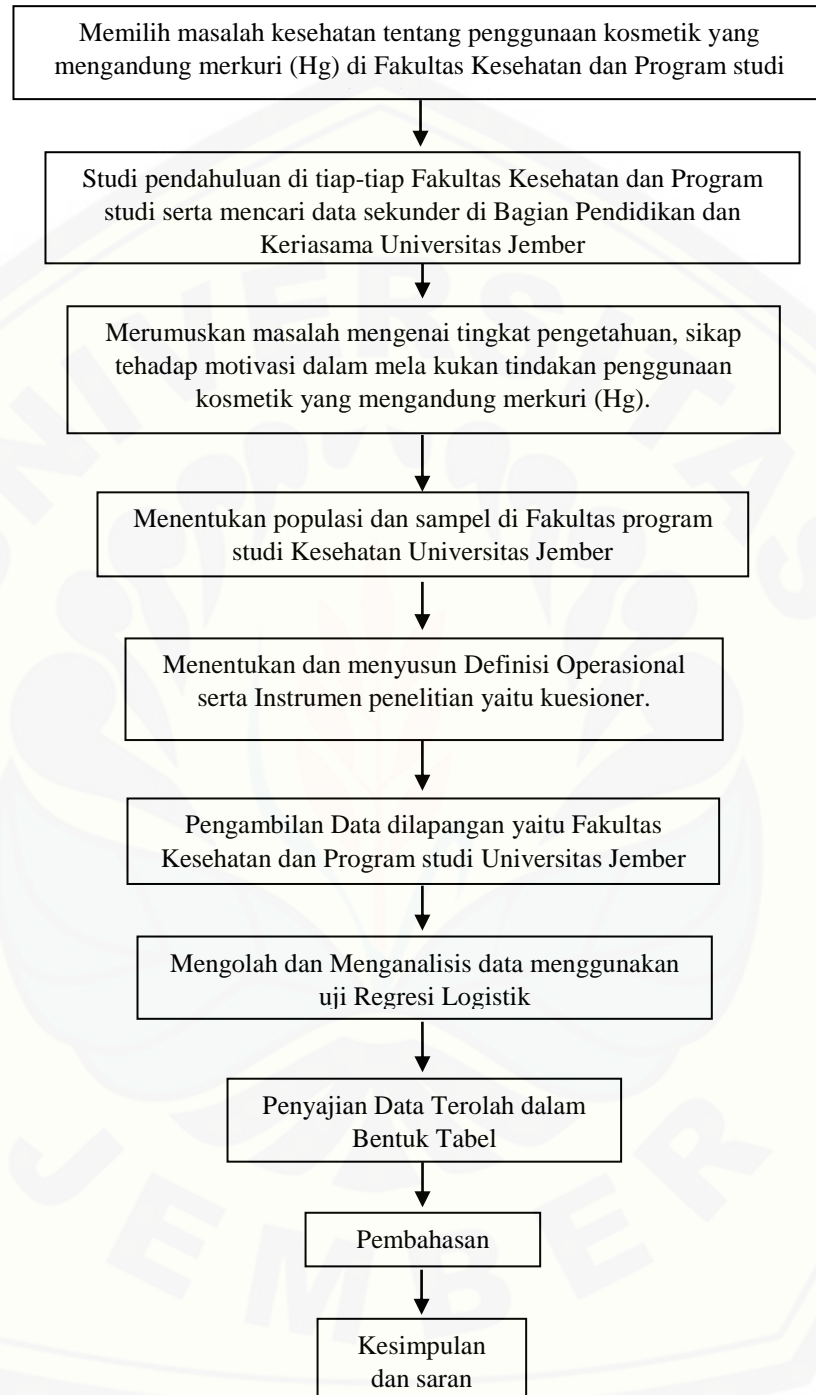 Memilih masalah kesehatan tentang penggunaan kosmetik yang
mengandung merkuri (Hg) di Fakultas Kesehatan dan Program studi
Studi pendahuluan di tiap-tiap Fakultas Kesehatan dan Program
studi serta mencari data sekunder di Bagian Pendidikan dan
Kerjasama Universitas Jember
Merumuskan masalah mengenai tingkat pengetahuan, sikap
tehadap motivasi dalam mela kukan tindakan penggunaan
kosmetik yang mengandung merkuri (Hg).
Menentukan populasi dan sampel di Fakultas program
studi Kesehatan Universitas Jember
Menentukan dan menyusun Definisi Operasional
serta Instrumen penelitian yaitu kuesioner.
Pengambilan Data dilapangan yaitu Fakultas
Kesehatan dan Program studi Universitas Jember
Mengolah dan Menganalisis data menggunakan
uji Regresi Logistik
Penyajian Data Terolah dalam
Bentuk Tabel
Pembahasan
Kesimpulan
dan saran
UNIVERSITAS
JEMBER